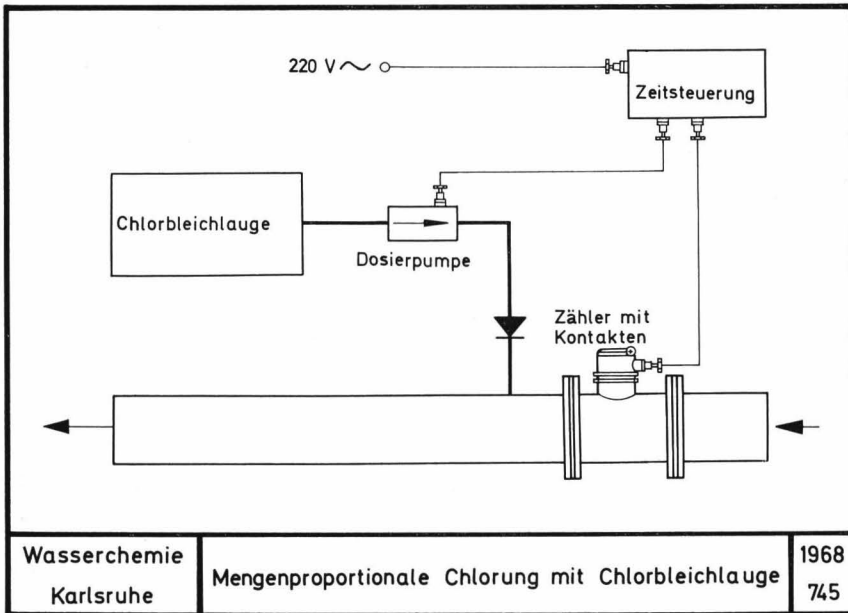 220 V ~
Zeitsteuerung
Chlorbleichlauge
Dosierpumpe
Zähler mit
Kontakten
Wasserchemie
Karlsruhe
Mengenproportionale Chlorung mit Chlorbleichlauge
1968
745